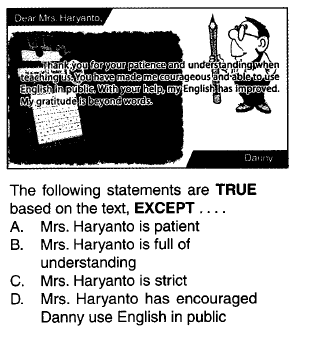 Dear Mrs. Haryanto,
Thank you for your patience and understanding when
teaching us. You have made me courageous and able to use
English in public. With your help, my English has improved.
My gratitude is beyond words.
Danny
The following statements are TRUE
based on the text, EXCEPT ....
A. Mrs. Haryanto is patient
B. Mrs. Haryanto is full of
understanding
C. Mrs. Haryanto is strict
D. Mrs. Haryanto has encouraged
Danny use English in public